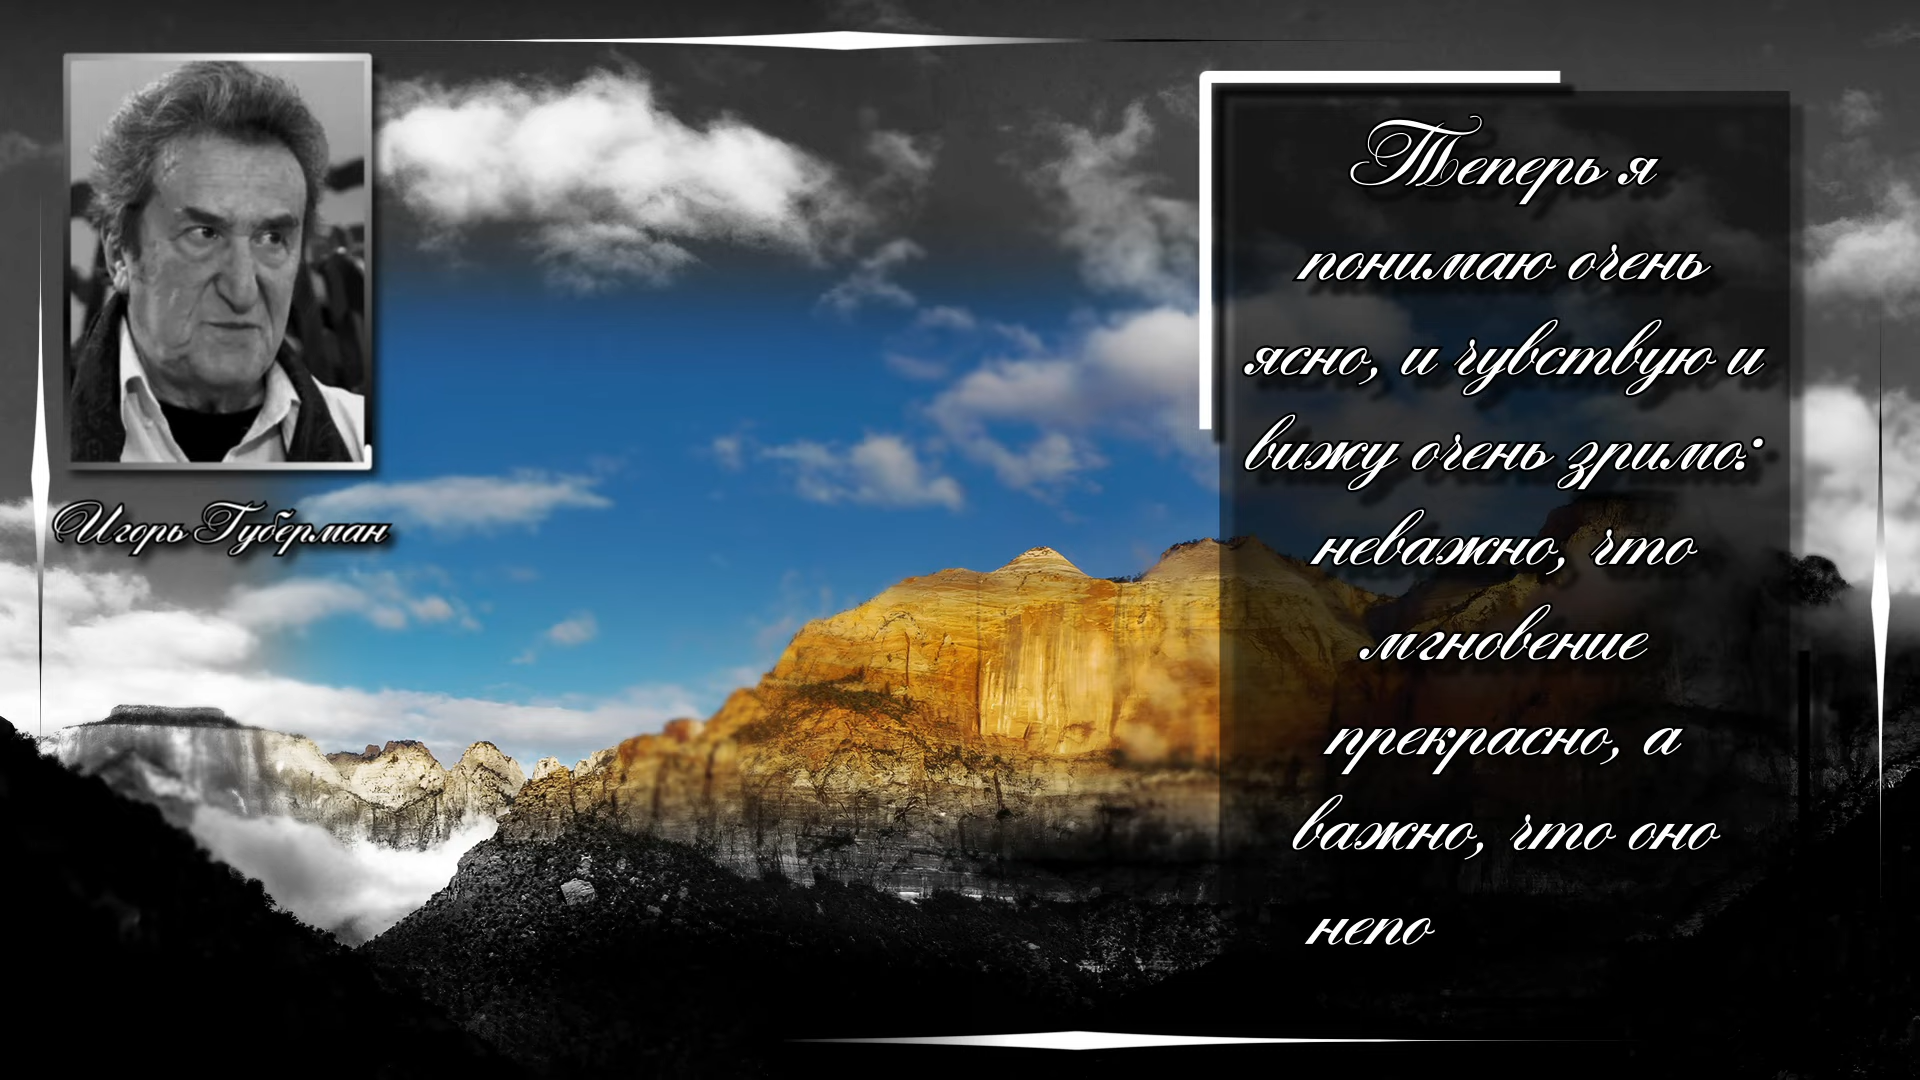 Игорь Губерман
Теперь я
понимаю очень
ясно, и чувствую и
вижу очень зримо:
неважно, что
мгновение
прекрасно, а
важно, что оно
непо